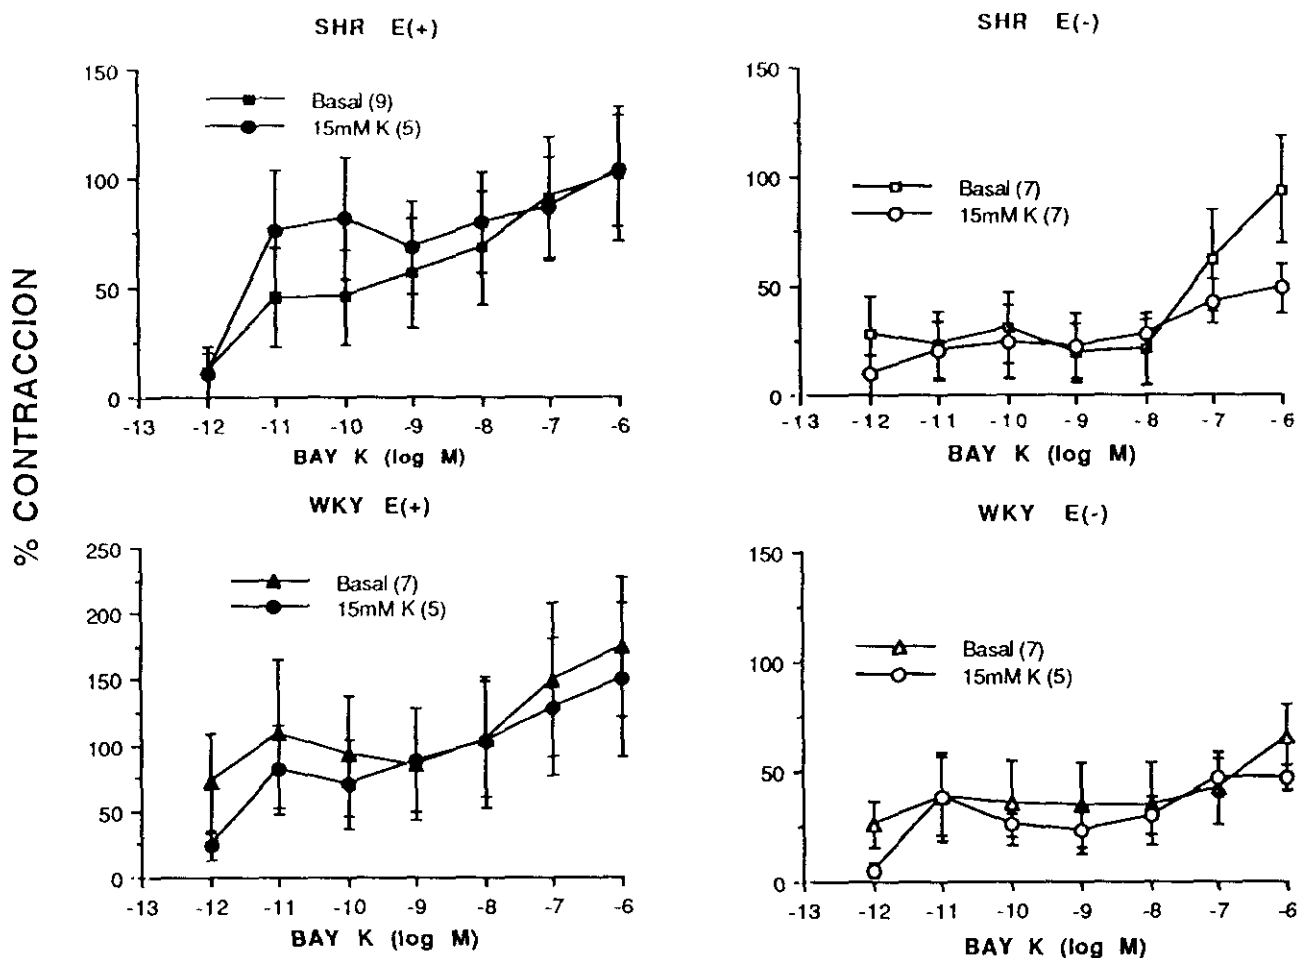 % CONTRACCION
SHR E(+)
150
100
50
0
Basal (9)
15mM K (5)
-13 -12 -11 -10 -9 -8 -7 -6
BAY K (log M)
SHR E(-)
150
100
50
0
Basal (7)
15mM K (7)
-13 -12 -11 -10 -9 -8 -7 -6
BAY K (log M)
WKY E(+)
250
200
150
100
50
0
Basal (7)
15mM K (5)
-13 -12 -11 -10 -9 -8 -7 -6
BAY K (log M)
WKY E(-)
150
100
50
0
Basal (7)
15mM K (5)
-13 -12 -11 -10 -9 -8 -7 -6
BAY K (log M)